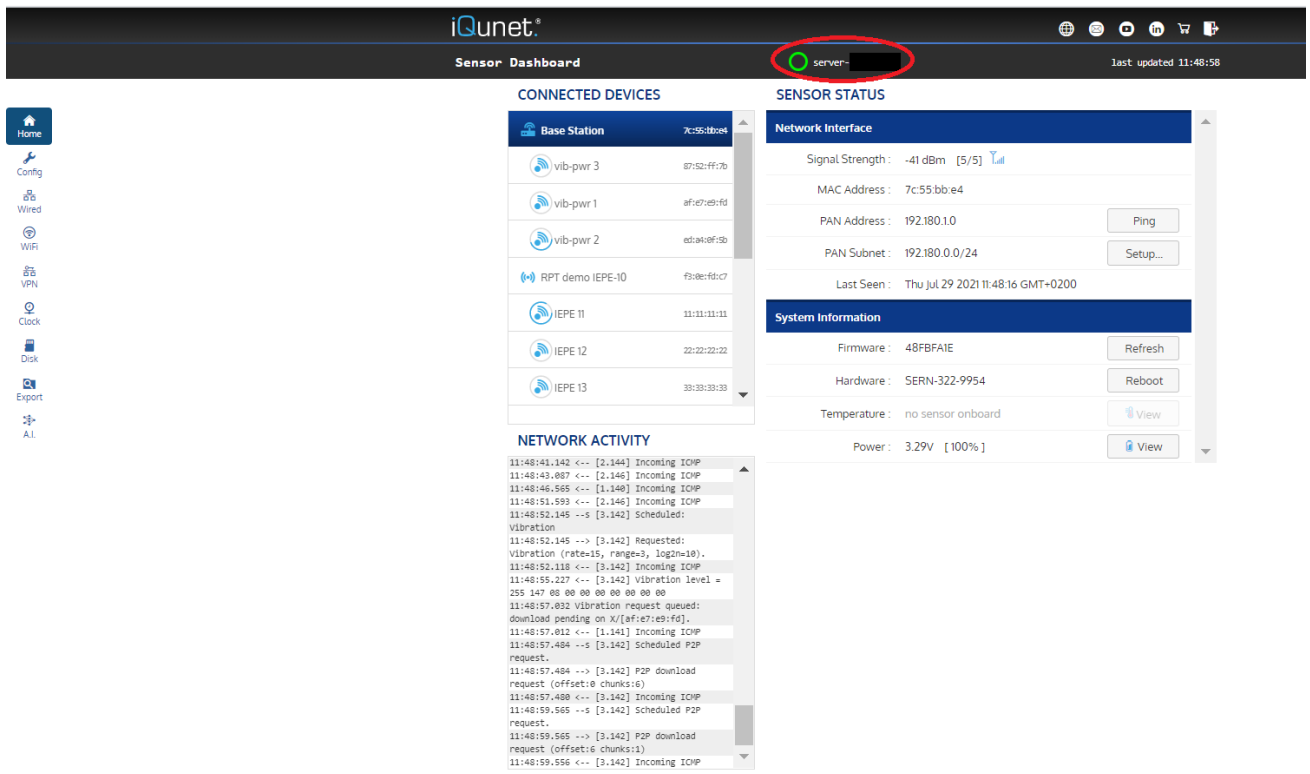 iQunet.®
Sensor Dashboard
server-
last updated 11:48:58
Home
Config
Wired
WiFi
VPN
Clock
Disk
Export
A.I.
CONNECTED DEVICES
Base Station 7c:55:bb:e4
vib-pwr 3 87:52:ff:7b
vib-pwr 1 af:e7:e9:fd
vib-pwr 2 ed:a4:0f:5b
RPT demo IEPE-10 f3:0e:fd:c7
IEPE 11 11:11:11:11
IEPE 12 22:22:22:22
IEPE 13 33:33:33:33
NETWORK ACTIVITY
11:48:41.142 <-- [2.144] Incoming ICMP
11:48:43.087 <-- [2.146] Incoming ICMP
11:48:46.565 <-- [1.140] Incoming ICMP
11:48:51.593 <-- [2.146] Incoming ICMP
11:48:52.145 --s [3.142] Scheduled:
Vibration
11:48:52.145 --> [3.142] Requested:
Vibration (rate=15, range=3, log2n=10).
11:48:52.118 <-- [3.142] Incoming ICMP
11:48:55.227 <-- [3.142] Vibration level =
255 147 08 00 00 00 00 00 00 00
11:48:57.032 Vibration request queued:
download pending on X/[af:e7:e9:fd].
11:48:57.012 <-- [1.141] Incoming ICMP
11:48:57.484 --s [3.142] Scheduled P2P
request.
11:48:57.484 --> [3.142] P2P download
request (offset:0 chunks:6)
11:48:57.480 <-- [3.142] Incoming ICMP
11:48:59.565 --s [3.142] Scheduled P2P
request.
11:48:59.565 --> [3.142] P2P download
request (offset:6 chunks:1)
11:48:59.556 <-- [3.142] Incoming ICMP
SENSOR STATUS
Network Interface
Signal Strength : -41 dBm [5/5]
MAC Address : 7c:55:bb:e4
PAN Address : 192.180.1.0 Ping
PAN Subnet : 192.180.0.0/24 Setup...
Last Seen : Thu Jul 29 2021 11:48:16 GMT+0200
System Information
Firmware : 48FBFA1E Refresh
Hardware : SERN-322-9954 Reboot
Temperature : no sensor onboard View
Power : 3.29V [ 100% ] View